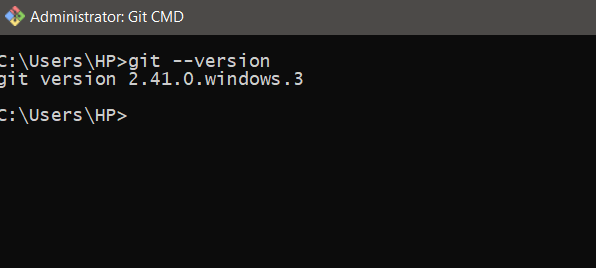 Administrator: Git CMD
C:\Users\HP>git --version
git version 2.41.0.windows.3
C:\Users\HP>